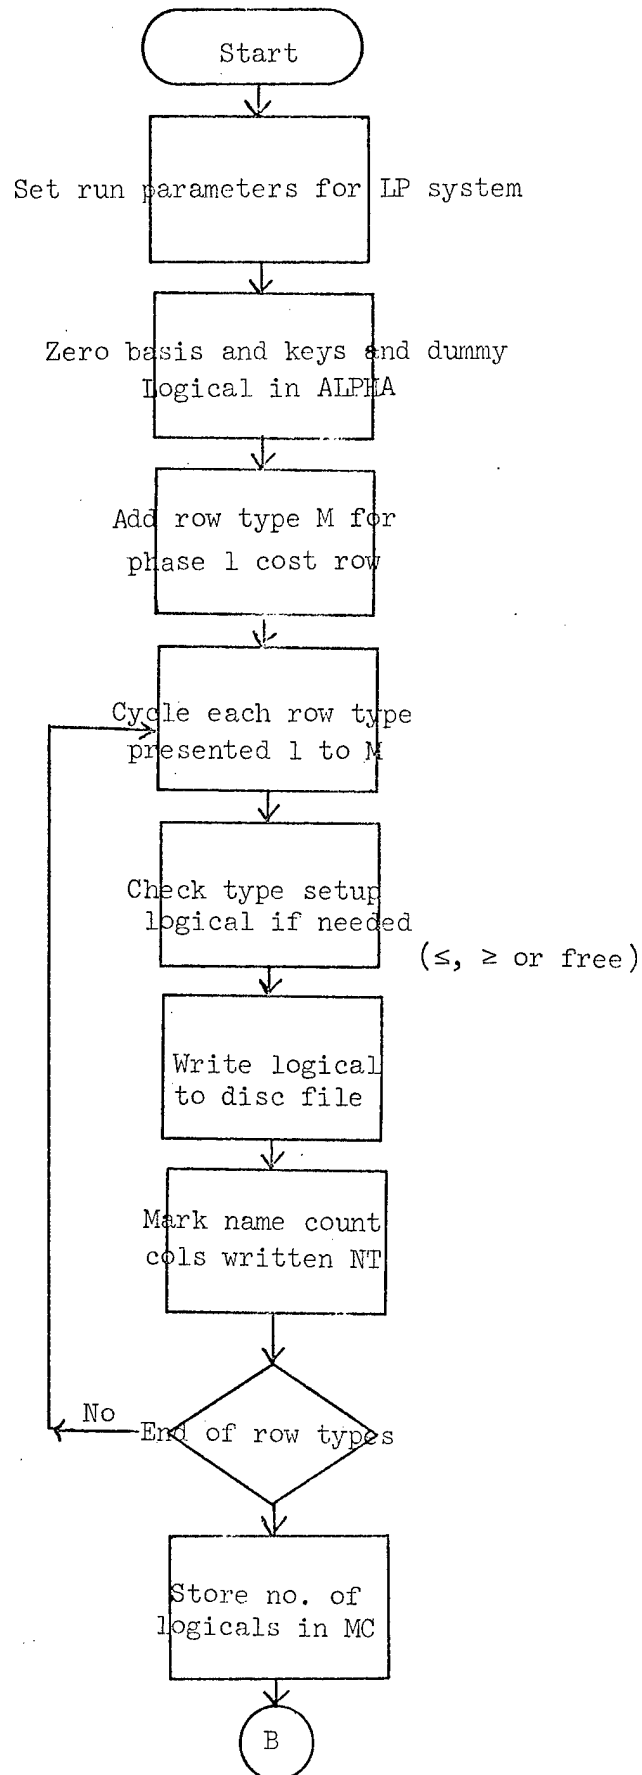 Start
Set run parameters for LP system
Zero basis and keys and dummy
Logical in ALPHA
Add row type M for
phase 1 cost row
Cycle each row type
presented 1 to M
Check type setup
logical if needed
(≤, ≥ or free)
Write logical
to disc file
Mark name count
cols written NT
No
End of row types
Store no. of
logicals in MC
B